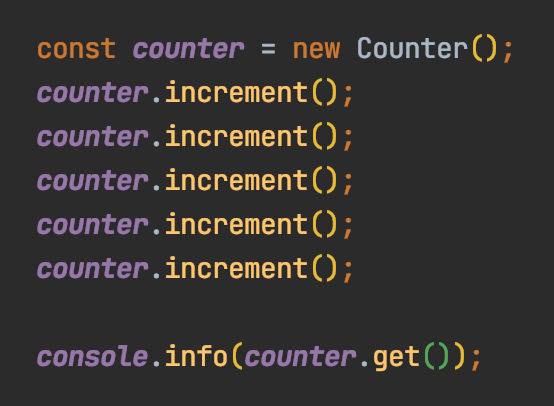 const counter = new Counter();
counter.increment();
counter.increment();
counter.increment();
counter.increment();
counter.increment();
console.info(counter.get());